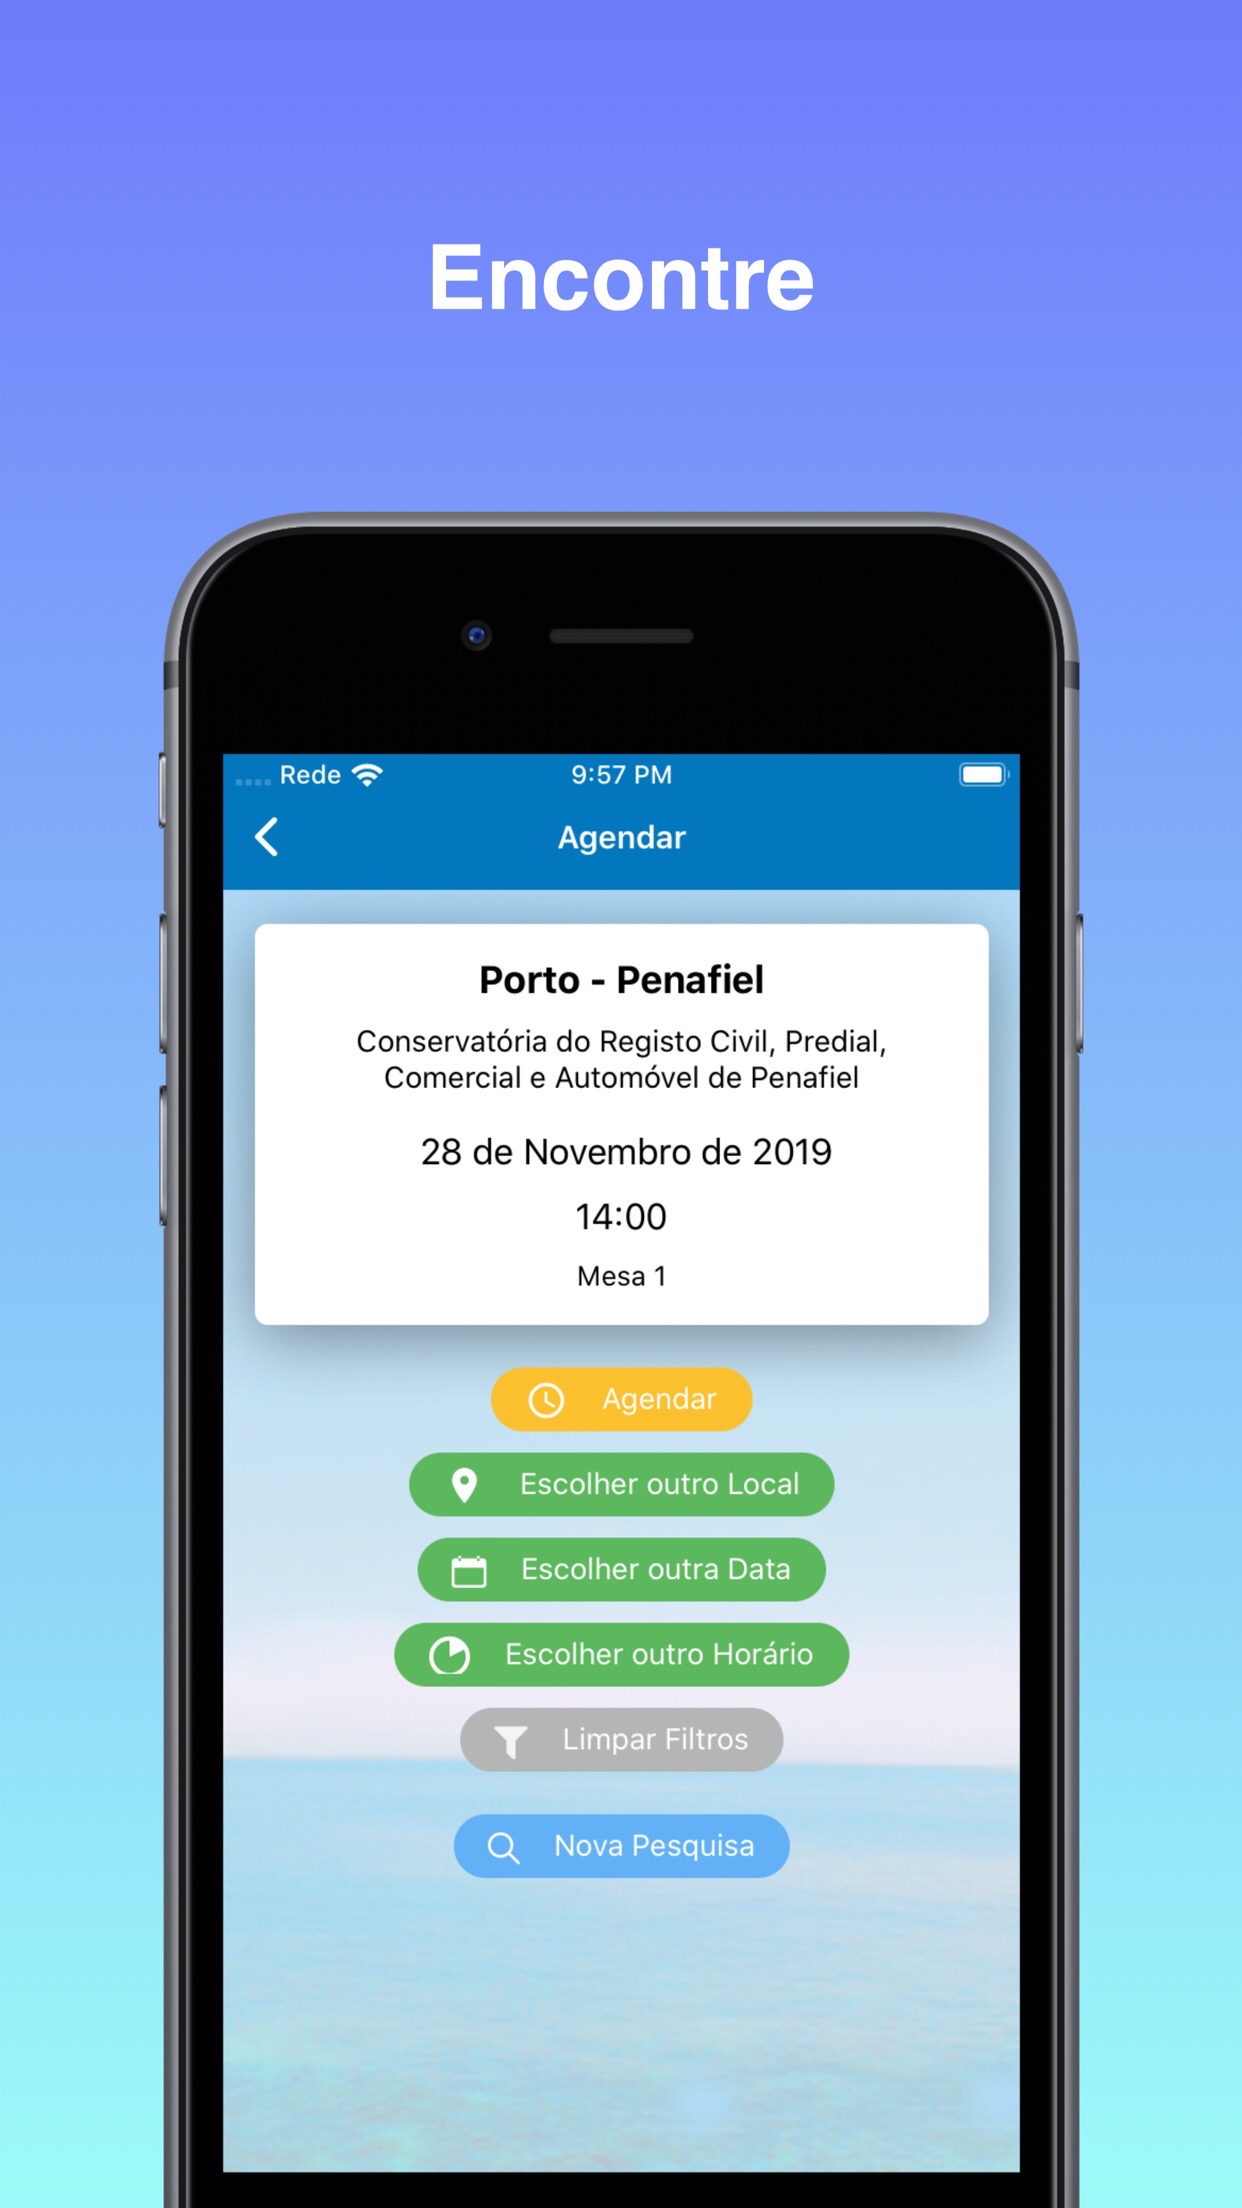 Encontre
Rede
9:57 PM
Agendar
Porto - Penafiel
Conservatória do Registo Civil, Predial,
Comercial e Automóvel de Penafiel
28 de Novembro de 2019
14:00
Mesa 1
Agendar
Escolher outro Local
Escolher outra Data
Escolher outro Horário
Limpar Filtros
Nova Pesquisa